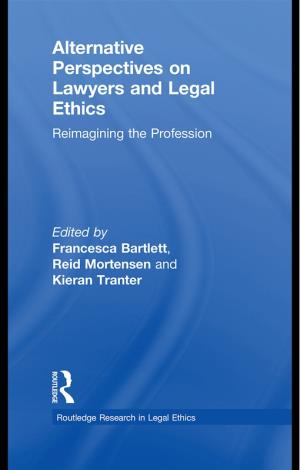 Alternative
Perspectives on
Lawyers and Legal
Ethics
Reimagining the Profession
Edited by
Francesca Bartlett,
Reid Mortensen and
Kieran Tranter
ROUTLEDGE
Routledge Research in Legal Ethics